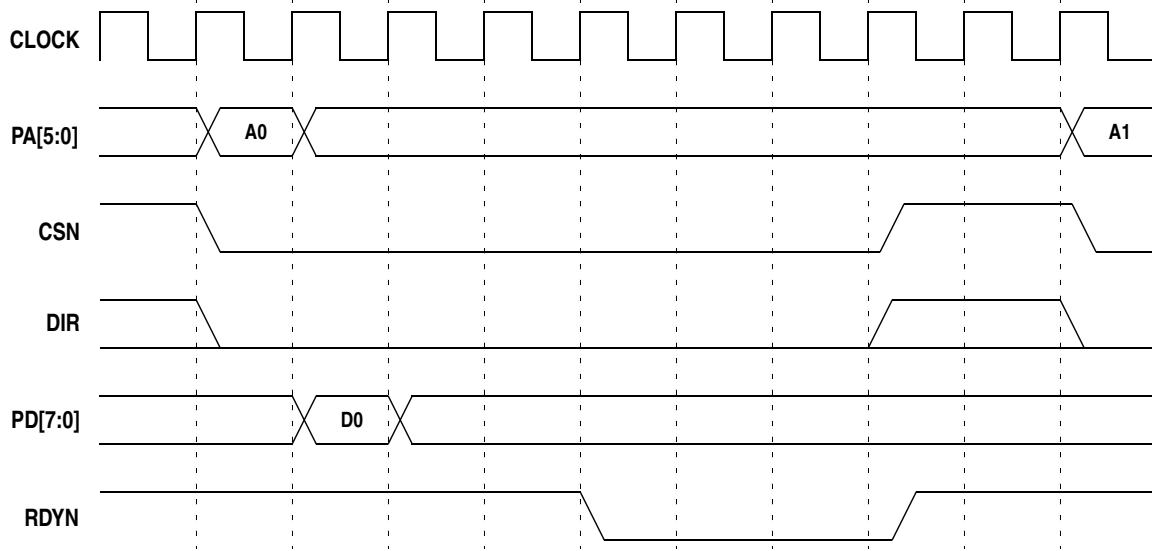 CLOCK
PA[5:0]
A0
A1
CSN
DIR
PD[7:0]
D0
RDYN